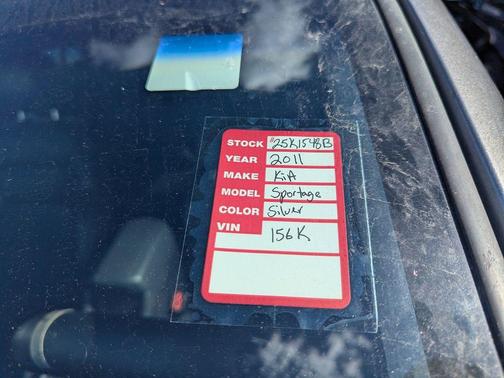 STOCK #25K1548B
YEAR 2011
MAKE KiA
MODEL Sportage
COLOR Silver
VIN 156K